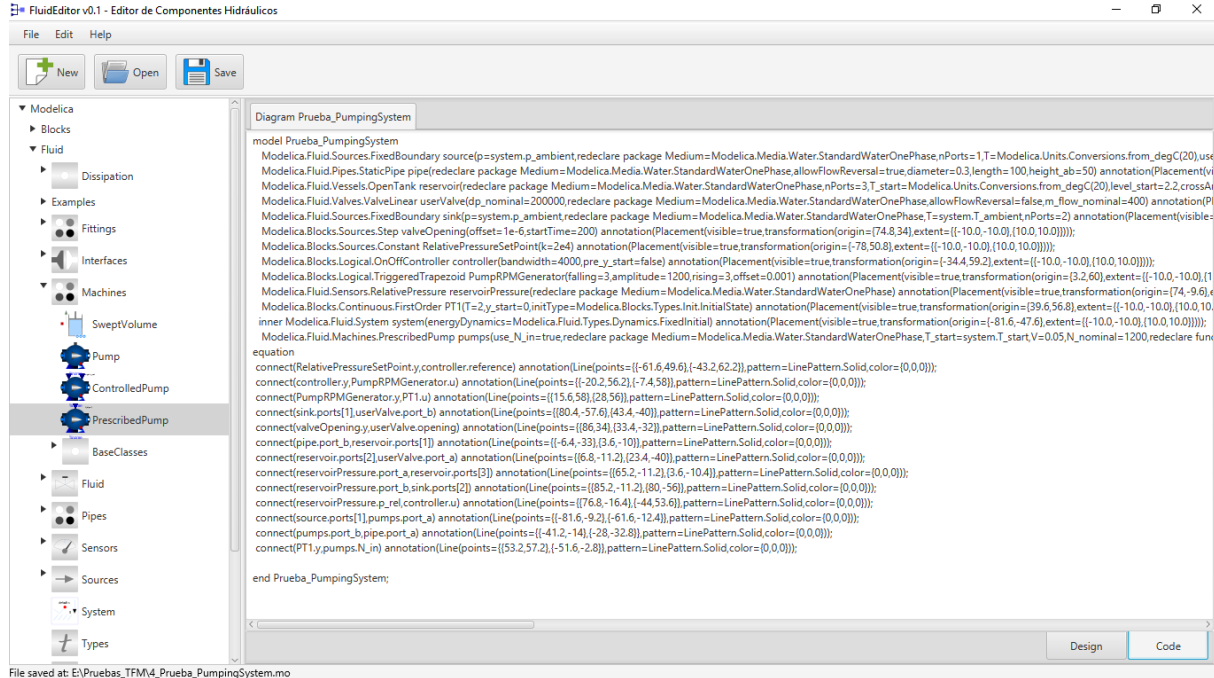 FluidEditor v0.1 - Editor de Componentes Hidráulicos
File Edit Help
New Open Save
Modelica
Blocks
Fluid
Dissipation
Examples
Fittings
Interfaces
Machines
SweptVolume
Pump
ControlledPump
PrescribedPump
BaseClasses
Fluid
Pipes
Sensors
Sources
System
Types
Diagram Prueba_PumpingSystem
model Prueba_PumpingSystem
Modelica.Fluid.Sources.FixedBoundary source(p=system.p_ambient,redeclare package Medium=Modelica.Media.Water.StandardWaterOnePhase,nPorts=1,T=Modelica.Units.Conversions.from_degC(20),use
Modelica.Fluid.Pipes.StaticPipe pipe(redeclare package Medium=Modelica.Media.Water.StandardWaterOnePhase,allowFlowReversal=true,diameter=0.3,length=100,height_ab=50) annotation(Placement(vi
Modelica.Fluid.Vessels.OpenTank reservoir(redeclare package Medium=Modelica.Media.Water.StandardWaterOnePhase,nPorts=3,T_start=Modelica.Units.Conversions.from_degC(20),level_start=2.2,crossAr
Modelica.Fluid.Valves.ValveLinear userValve(dp_nominal=200000,redeclare package Medium=Modelica.Media.Water.StandardWaterOnePhase,allowFlowReversal=false,m_flow_nominal=400) annotation(Pl
Modelica.Fluid.Sources.FixedBoundary sink(p=system.p_ambient,redeclare package Medium=Modelica.Media.Water.StandardWaterOnePhase,T=system.T_ambient,nPorts=2) annotation(Placement(visible=
Modelica.Blocks.Sources.Step valveOpening(offset=1e-6,startTime=200) annotation(Placement(visible=true,transformation(origin={74.8,34},extent={{-10.0,-10.0},{10.0,10.0}})));
Modelica.Blocks.Sources.Constant RelativePressureSetPoint(k=2e4) annotation(Placement(visible=true,transformation(origin={-78,50.8},extent={{-10.0,-10.0},{10.0,10.0}})));
Modelica.Blocks.Logical.OnOffController controller(bandwidth=4000,pre_y_start=false) annotation(Placement(visible=true,transformation(origin={-34.4,59.2},extent={{-10.0,-10.0},{10.0,10.0}})));
Modelica.Blocks.Logical.TriggeredTrapezoid PumpRPMGenerator(falling=3,amplitude=1200,rising=3,offset=0.001) annotation(Placement(visible=true,transformation(origin={3.2,60},extent={{-10.0,-10.0},{1
Modelica.Fluid.Sensors.RelativePressure reservoirPressure(redeclare package Medium=Modelica.Media.Water.StandardWaterOnePhase) annotation(Placement(visible=true,transformation(origin={74,-9.6},e
Modelica.Blocks.Continuous.FirstOrder PT1(T=2,y_start=0,initType=Modelica.Blocks.Types.Init.InitialState) annotation(Placement(visible=true,transformation(origin={39.6,56.8},extent={{-10.0,-10.0},{10.0,10.
inner Modelica.Fluid.System system(energyDynamics=Modelica.Fluid.Types.Dynamics.FixedInitial) annotation(Placement(visible=true,transformation(origin={-81.6,-47.6},extent={{-10.0,-10.0},{10.0,10.0}})));
Modelica.Fluid.Machines.PrescribedPump pumps(use_N_in=true,redeclare package Medium=Modelica.Media.Water.StandardWaterOnePhase,T_start=system.T_start,V=0.05,N_nominal=1200,redeclare func
equation
connect(RelativePressureSetPoint.y,controller.reference) annotation(Line(points={{-61.6,49.6},{-43.2,62.2}},pattern=LinePattern.Solid,color={0,0,0}));
connect(controller.y,PumpRPMGenerator.u) annotation(Line(points={{-20.2,56.2},{-7.4,58}},pattern=LinePattern.Solid,color={0,0,0}));
connect(PumpRPMGenerator.y,PT1.u) annotation(Line(points={{15.6,58},{28,56}},pattern=LinePattern.Solid,color={0,0,0}));
connect(sink.ports[1],userValve.port_b) annotation(Line(points={{80.4,-57.6},{43.4,-40}},pattern=LinePattern.Solid,color={0,0,0}));
connect(valveOpening.y,userValve.opening) annotation(Line(points={{86,34},{33.4,-32}},pattern=LinePattern.Solid,color={0,0,0}));
connect(pipe.port_b,reservoir.ports[1]) annotation(Line(points={{-6.4,-33},{3.6,-10}},pattern=LinePattern.Solid,color={0,0,0}));
connect(reservoir.ports[2],userValve.port_a) annotation(Line(points={{6.8,-11.2},{23.4,-40}},pattern=LinePattern.Solid,color={0,0,0}));
connect(reservoirPressure.port_a,reservoir.ports[3]) annotation(Line(points={{65.2,-11.2},{3.6,-10.4}},pattern=LinePattern.Solid,color={0,0,0}));
connect(reservoirPressure.port_b,sink.ports[2]) annotation(Line(points={{85.2,-11.2},{80,-56}},pattern=LinePattern.Solid,color={0,0,0}));
connect(reservoirPressure.p_rel,controller.u) annotation(Line(points={{76.8,-16.4},{-44,53.6}},pattern=LinePattern.Solid,color={0,0,0}));
connect(source.ports[1],pumps.port_a) annotation(Line(points={{-81.6,-9.2},{-61.6,-12.4}},pattern=LinePattern.Solid,color={0,0,0}));
connect(pumps.port_b,pipe.port_a) annotation(Line(points={{-41.2,-14},{-28,-32.8}},pattern=LinePattern.Solid,color={0,0,0}));
connect(PT1.y,pumps.N_in) annotation(Line(points={{53.2,57.2},{-51.6,-2.8}},pattern=LinePattern.Solid,color={0,0,0}));
end Prueba_PumpingSystem;
Design Code
File saved at: E:\Pruebas_TFM\4_Prueba_PumpingSystem.mo